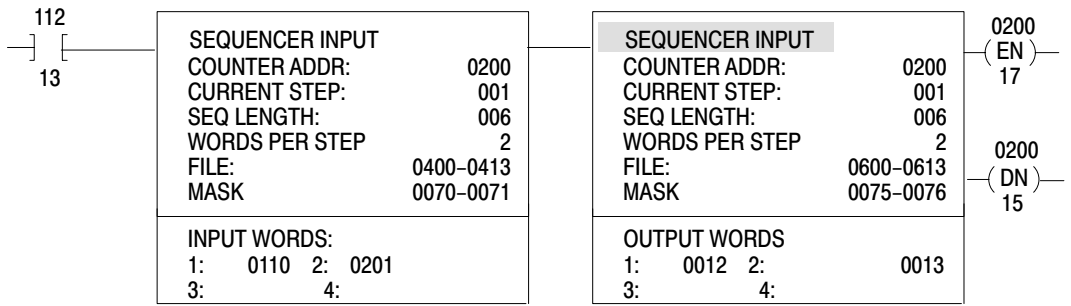 112
13
SEQUENCER INPUT
COUNTER ADDR: 0200
CURRENT STEP: 001
SEQ LENGTH: 006
WORDS PER STEP 2
FILE: 0400–0413
MASK 0070–0071
INPUT WORDS:
1: 0110 2: 0201
3: 4:
SEQUENCER INPUT
COUNTER ADDR: 0200
CURRENT STEP: 001
SEQ LENGTH: 006
WORDS PER STEP 2
FILE: 0600–0613
MASK 0075–0076
OUTPUT WORDS
1: 0012 2: 0013
3: 4:
0200
EN
17
0200
DN
15